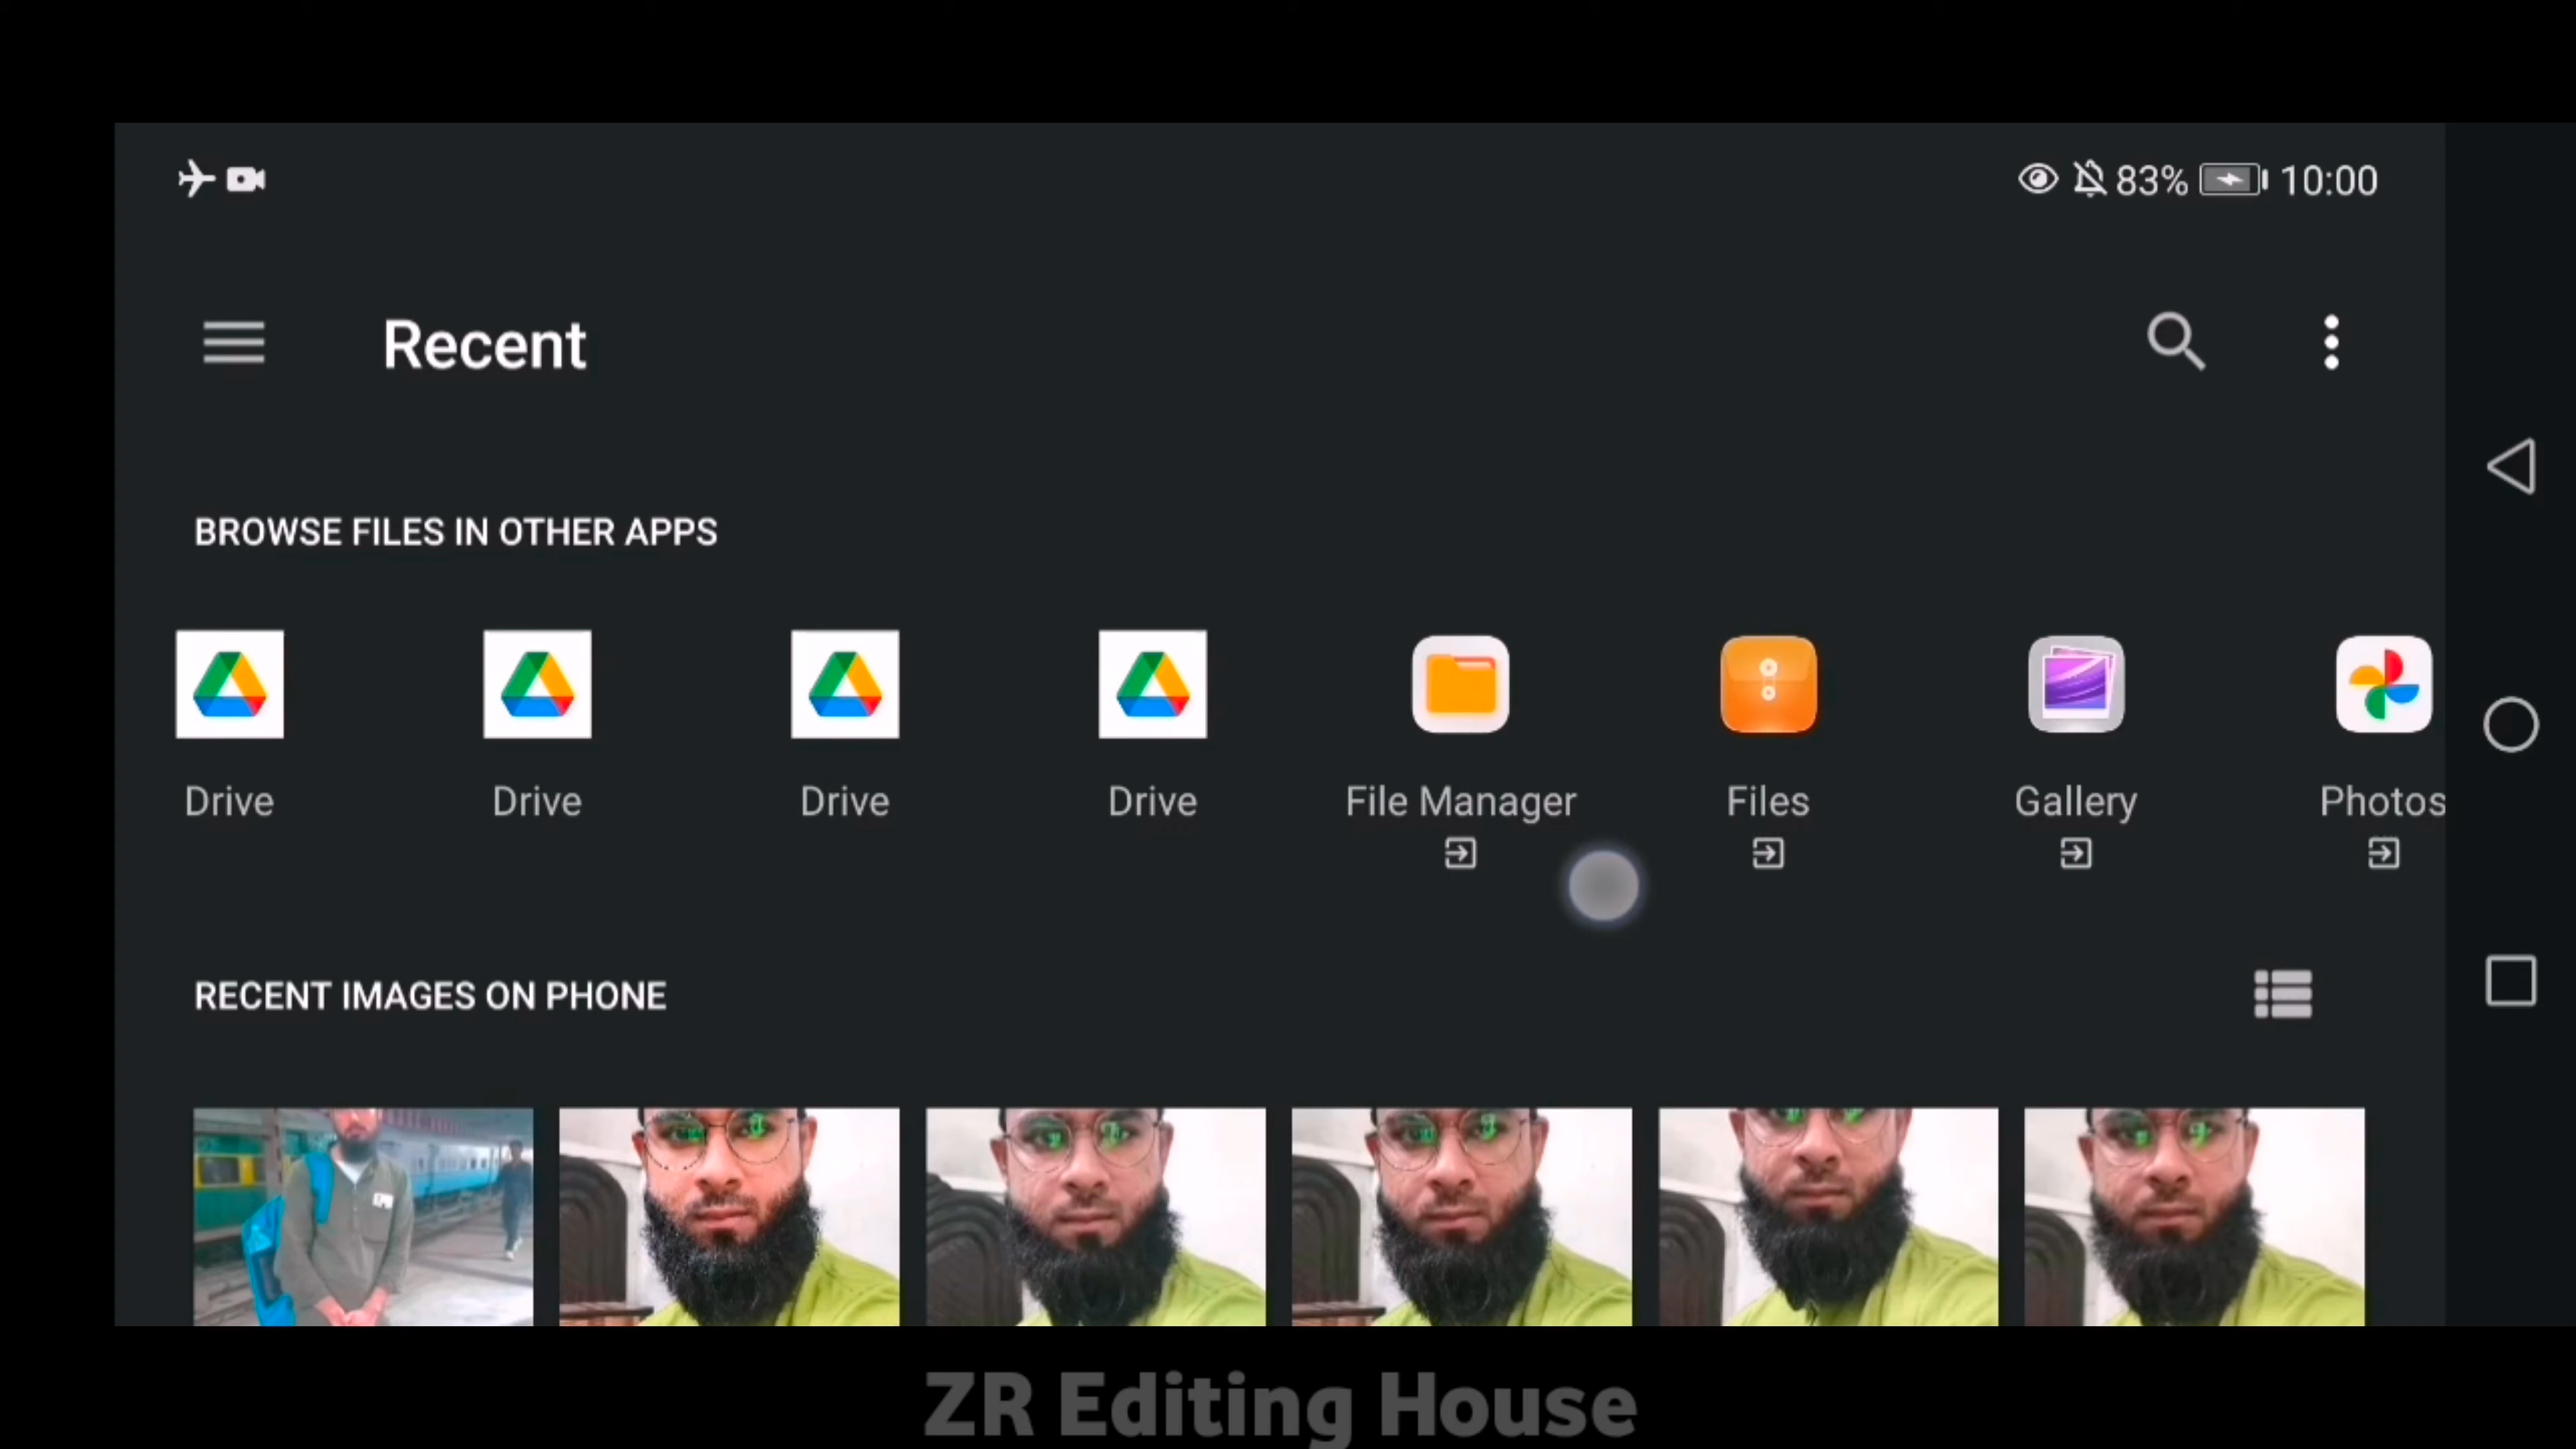 83% 10:00
Recent
BROWSE FILES IN OTHER APPS
Drive Drive Drive Drive File Manager Files Gallery Photos
RECENT IMAGES ON PHONE
ZR Editing House